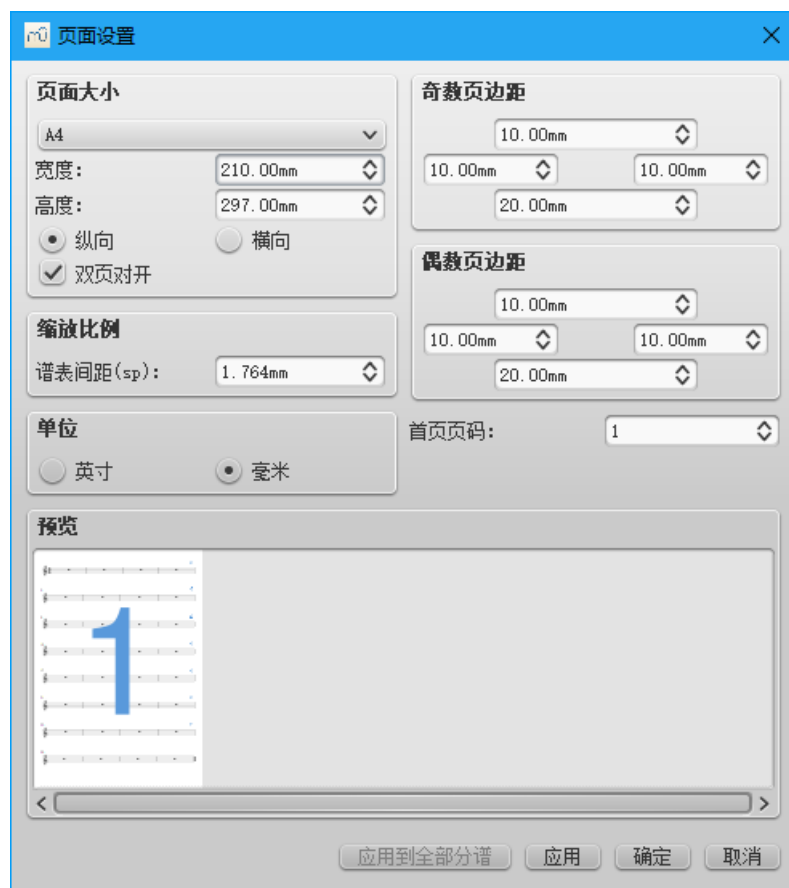 页面设置
页面大小
A4
宽度: 210.00mm
高度: 297.00mm
纵向 横向
双页对开
缩放比例
谱表间距(sp): 1.764mm
单位
英寸 毫米
奇数页边距
10.00mm
10.00mm 10.00mm
20.00mm
偶数页边距
10.00mm
10.00mm 10.00mm
20.00mm
首页页码: 1
预览
1
应用到全部分谱 应用 确定 取消